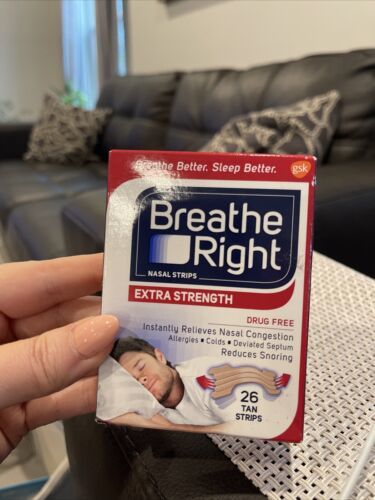 Breathe Better. Sleep Better.
gsk
Breathe
Right
NASAL STRIPS
EXTRA STRENGTH
DRUG FREE
Instantly Relieves Nasal Congestion
Allergies ■ Colds ■ Deviated Septum
Reduces Snoring
26
TAN
STRIPS